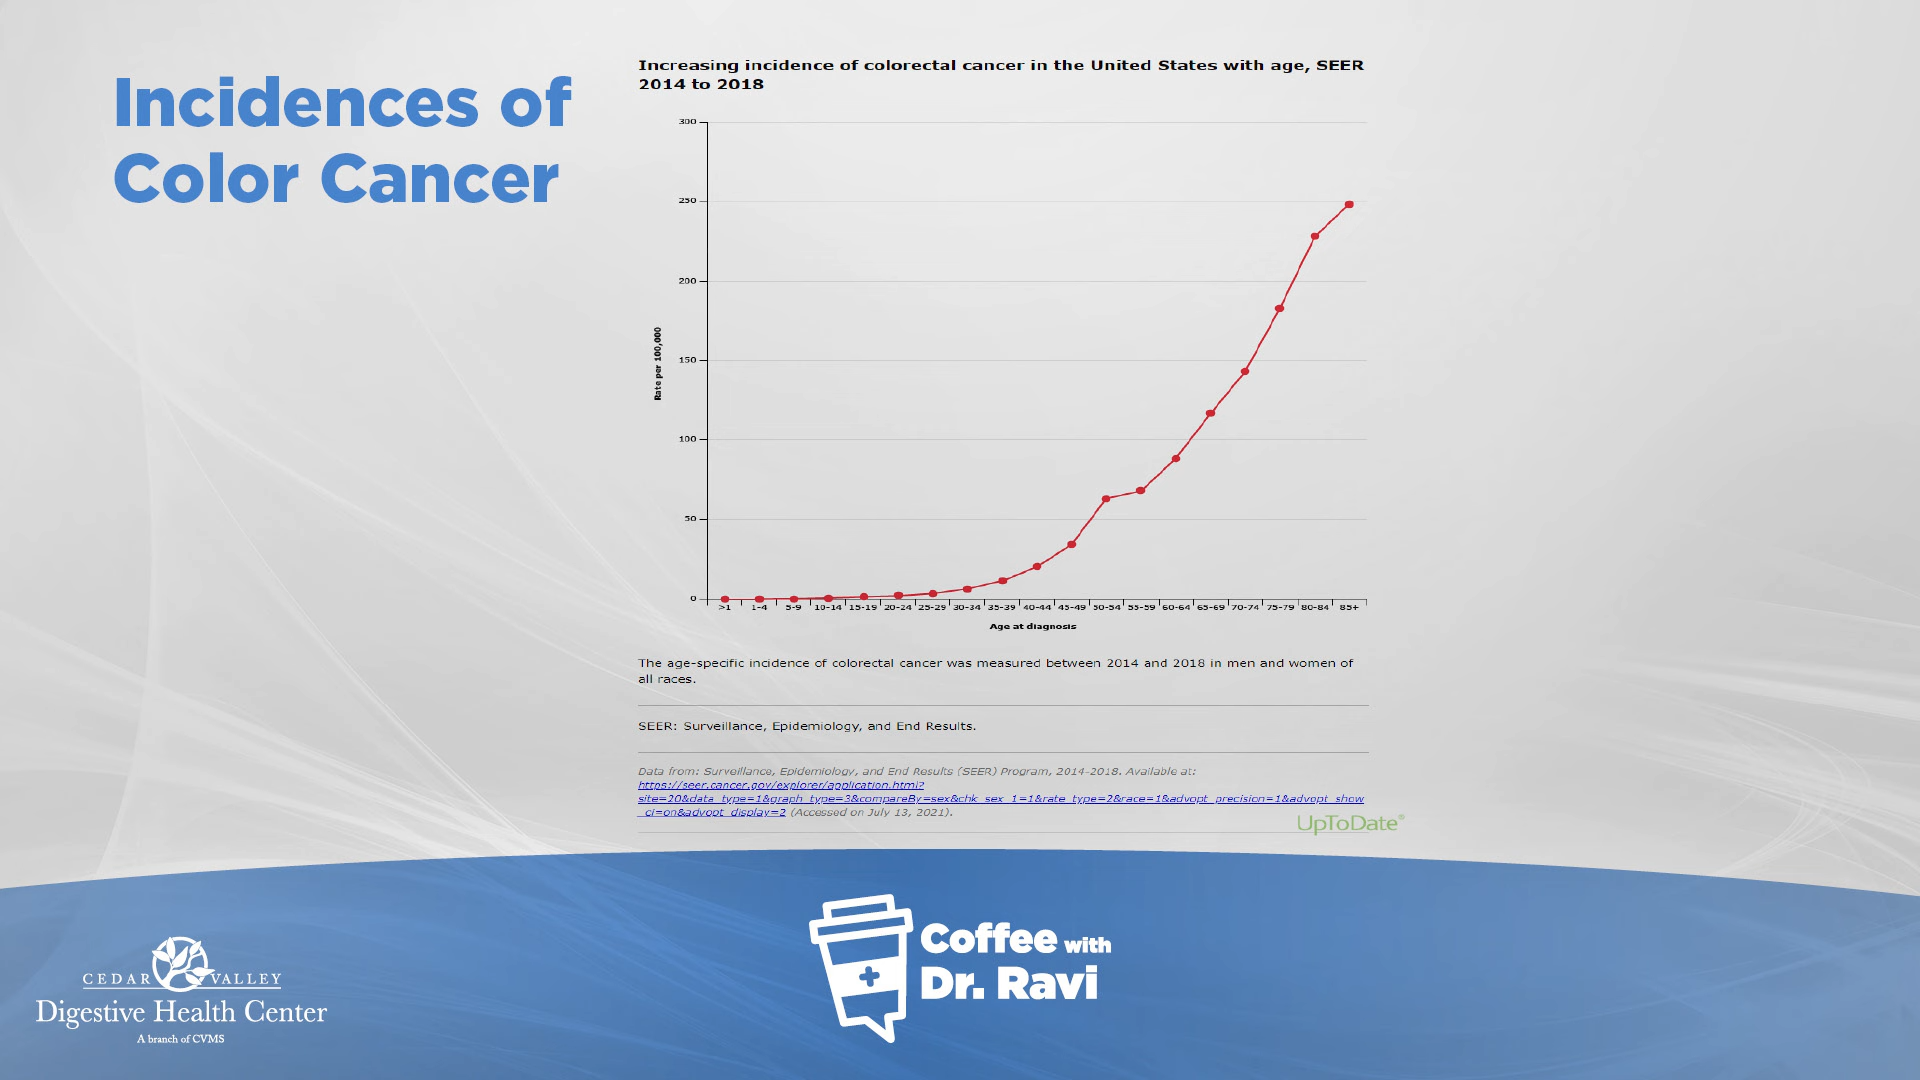 Incidences of
Color Cancer
Increasing incidence of colorectal cancer in the United States with age, SEER
2014 to 2018
300
250
200
150
100
50
0
Rate per 100,000
>1 1-4 5-9 10-14 15-19 20-24 25-29 30-34 35-39 40-44 45-49 50-54 55-59 60-64 65-69 70-74 75-79 80-84 85+
Age at diagnosis
The age-specific incidence of colorectal cancer was measured between 2014 and 2018 in men and women of
all races.
SEER: Surveillance, Epidemiology, and End Results.
Data from: Surveillance, Epidemiology, and End Results (SEER) Program, 2014-2018. Available at:
https://seer.cancer.gov/explorer/application.html?
site=20&data_type=1&graph_type=3&compareBy=sex&chk_sex_1=1&rate_type=2&race=1&advopt_precision=1&advopt_show
_ci=on&advopt_display=2 (Accessed on July 13, 2021).
UpToDate®
CEDAR VALLEY
Digestive Health Center
A branch of CVMS
Coffee with
Dr. Ravi